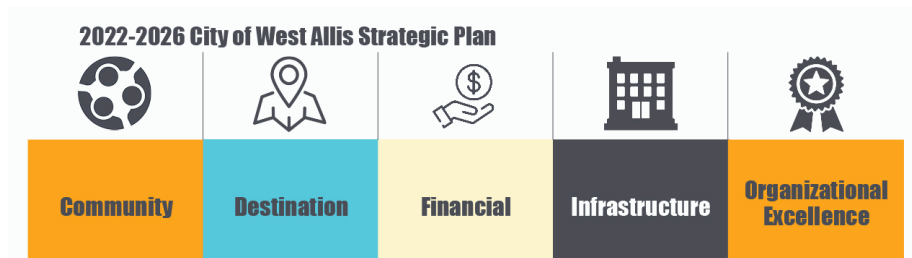 2022-2026 City of West Allis Strategic Plan
$
Community
Destination
Financial
Infrastructure
Organizational
Excellence